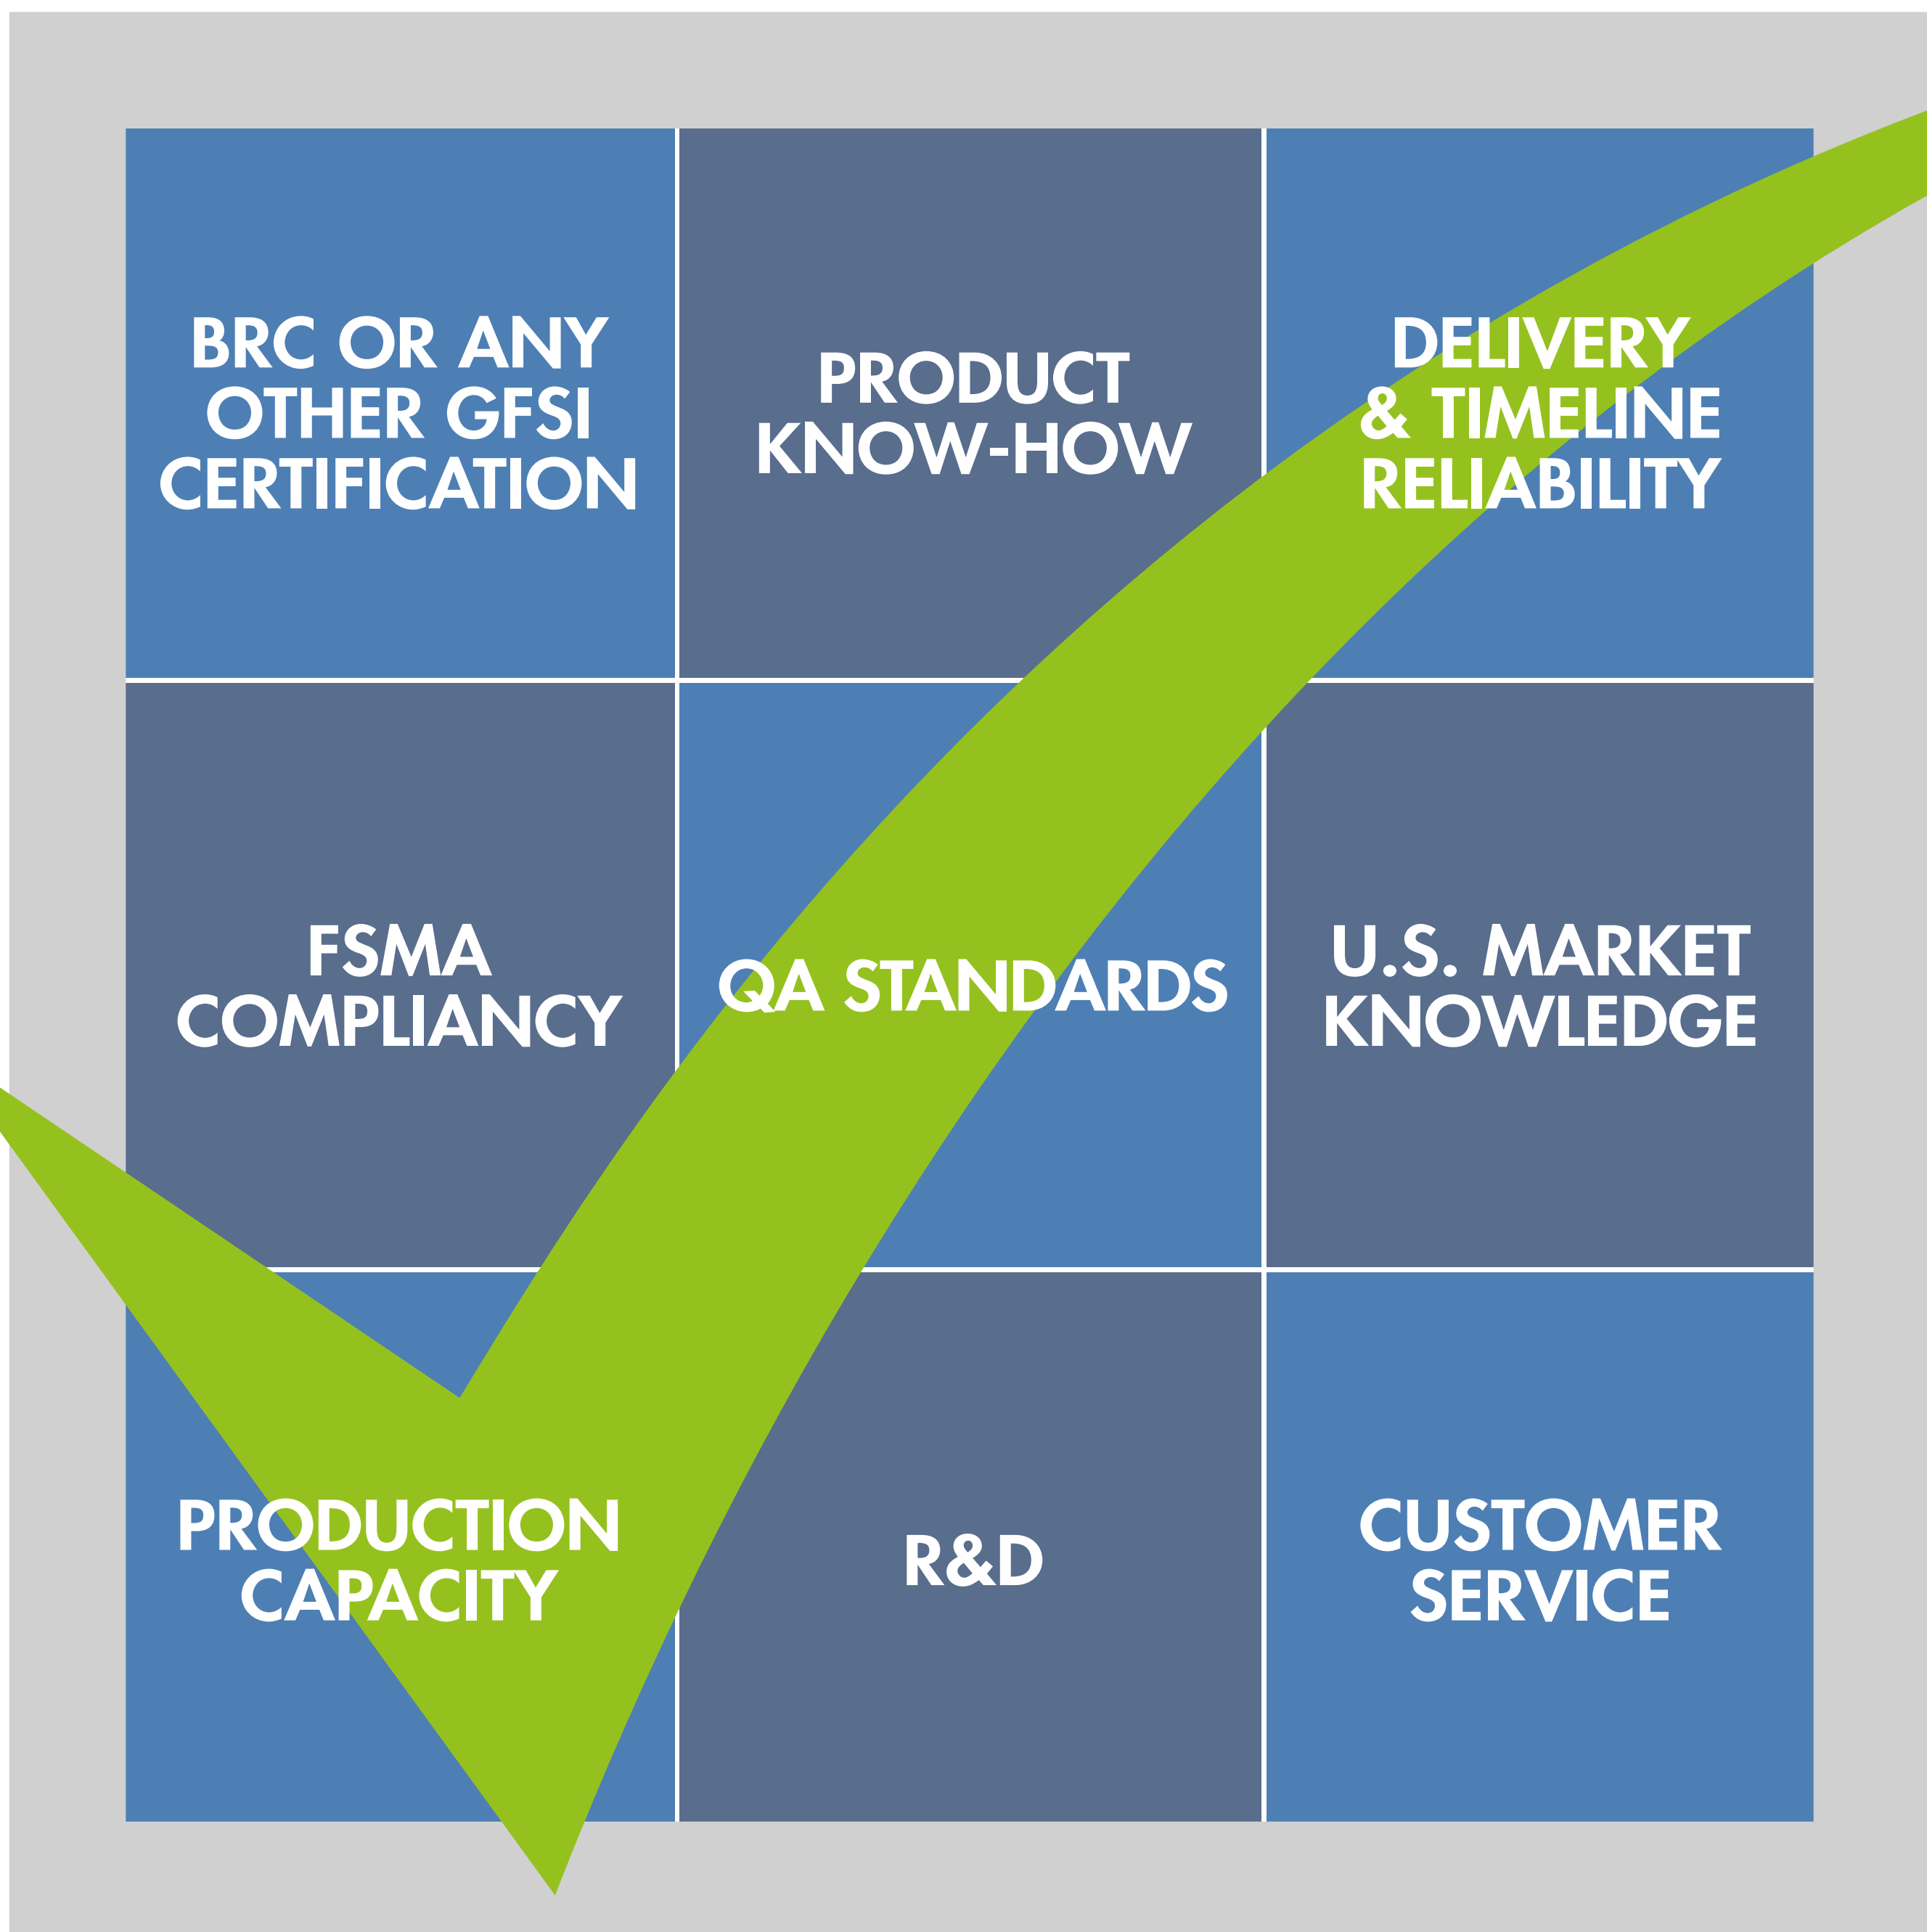 BRC OR ANY
OTHER GFSI
CERTIFICATION
PRODUCT
KNOW-HOW
DELIVERY
& TIMELINE
RELIABILITY
FSMA
COMPLIANCY
QA STANDARDS
U.S. MARKET
KNOWLEDGE
PRODUCTION
CAPACITY
R&D
CUSTOMER
SERVICE